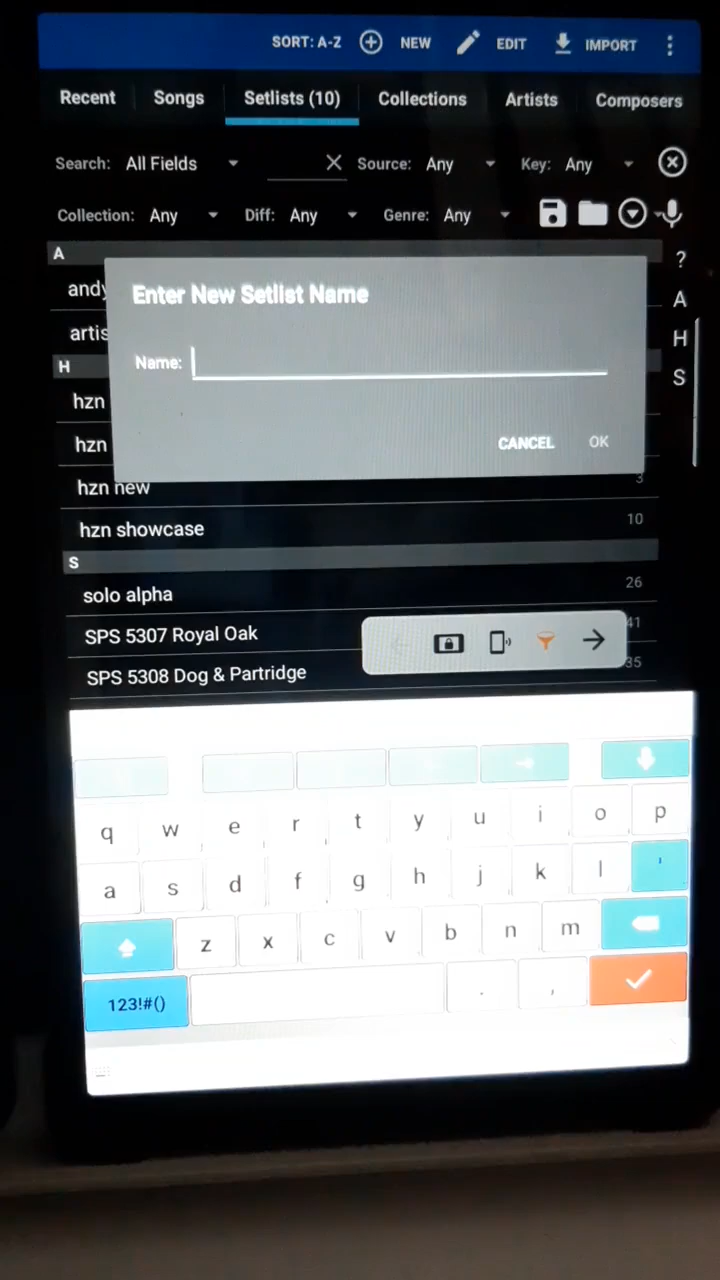 SORT: A-Z NEW EDIT IMPORT
Recent Songs Setlists (10) Collections Artists Composers
Search: All Fields Source: Any Key: Any
Collection: Any Diff: Any Genre: Any
A
?
andy
A
Enter New Setlist Name
artis
H
H
Name:
S
hzn
hzn
CANCEL OK
hzn new 3
hzn showcase 10
S
solo alpha 26
SPS 5307 Royal Oak 41
SPS 5308 Dog & Partridge 35
q w e r t y u i o p
a s d f g h j k l '
z x c v b n m
123!#() . ,